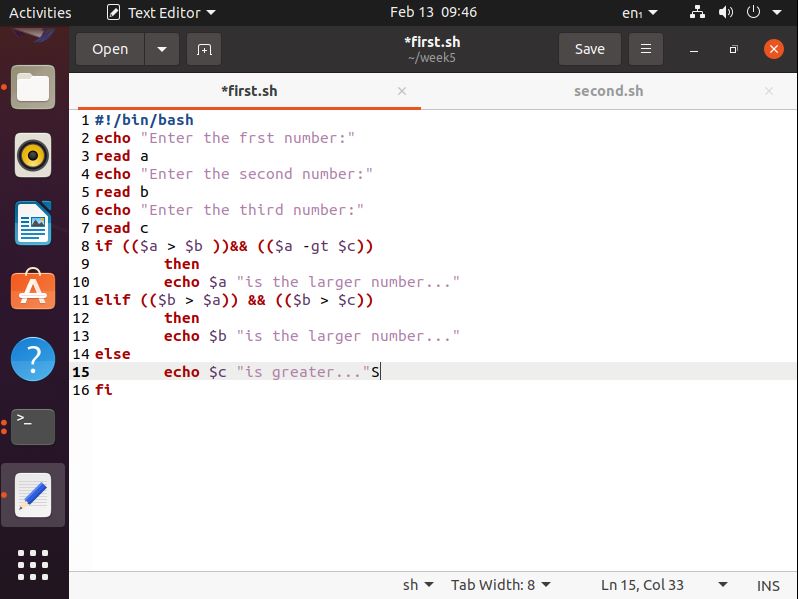 Activities Text Editor Feb 13 09:46 en₁
Open *first.sh Save
~/week5
*first.sh × second.sh ×
1 #!/bin/bash
2 echo "Enter the frst number:"
3 read a
4 echo "Enter the second number:"
5 read b
6 echo "Enter the third number:"
7 read c
8 if (($a > $b ))&& (($a -gt $c))
9 then
10 echo $a "is the larger number..."
11 elif (($b > $a)) && (($b > $c))
12 then
13 echo $b "is the larger number..."
14 else
15 echo $c "is greater..."S
16 fi
sh Tab Width: 8 Ln 15, Col 33 INS